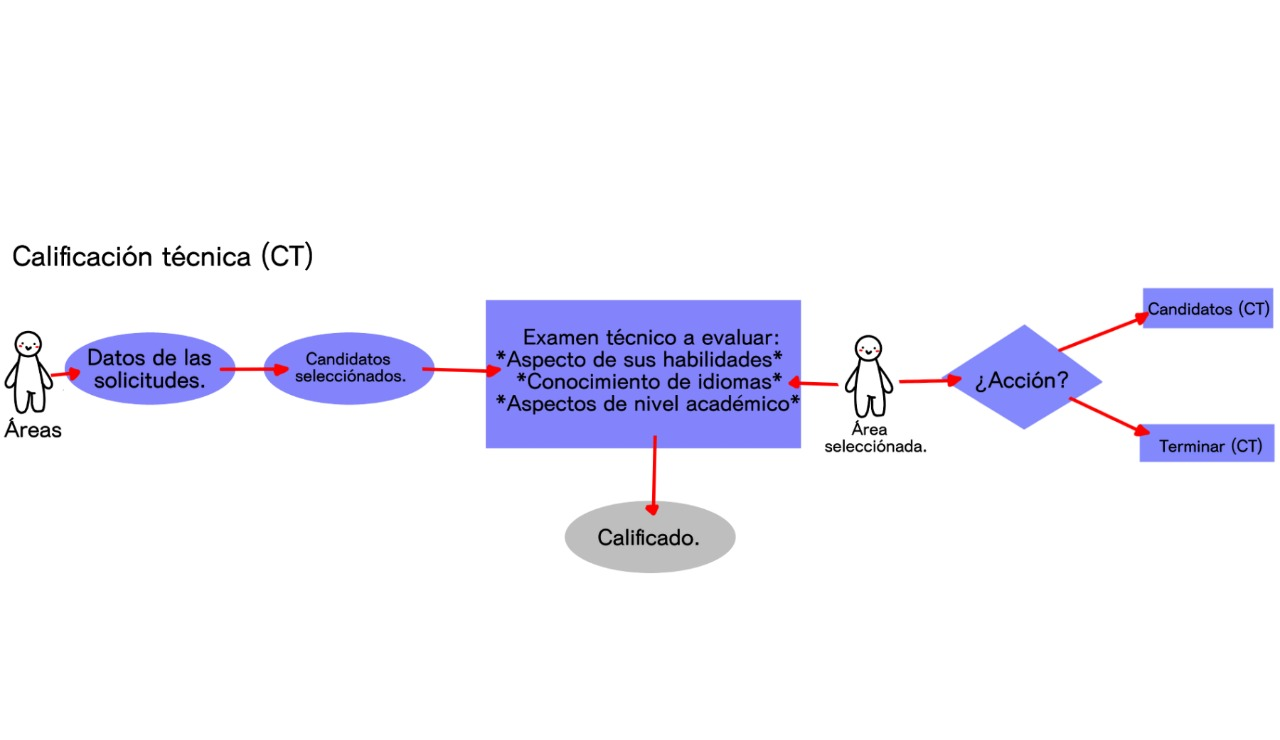 Calificación técnica (CT)
Áreas
Datos de las
solicitudes.
Candidatos
selecciónados.
Examen técnico a evaluar:
*Aspecto de sus habilidades*
*Conocimiento de idiomas*
*Aspectos de nivel académico*
Calificado.
Área
selecciónada.
¿Acción?
Candidatos (CT)
Terminar (CT)